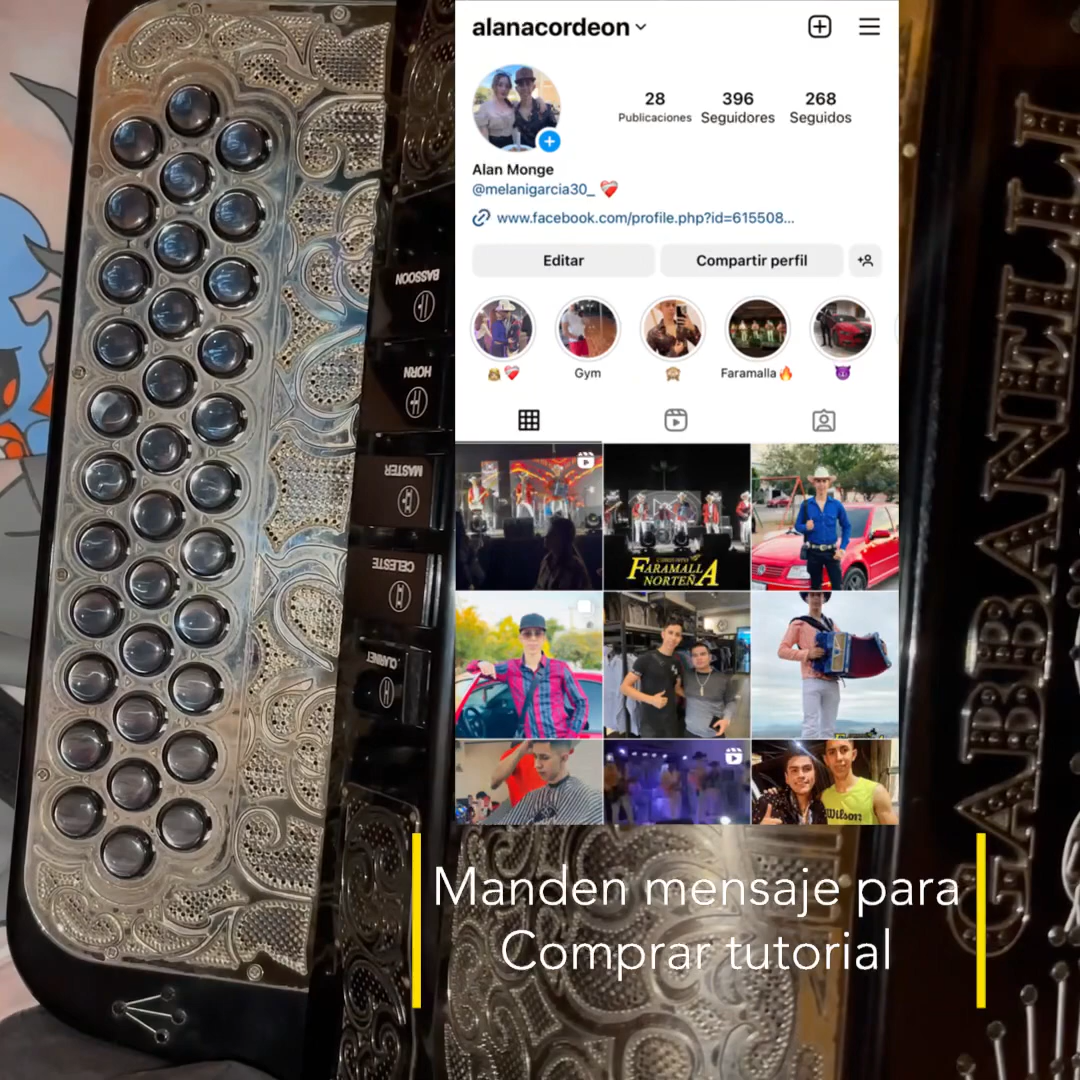 alanacordeon
28
396
268
Publicaciones
Seguidores
Seguidos
Alan Monge
@melanigarcia30_
www.facebook.com/profile.php?id=615508...
Editar
Compartir perfil
Gym
Faramalla
FARAMALLA
NORTEÑA
Wilson
BASSOON
HORN
MASTER
CELESTE
CLARINET
GABBANELLI
Manden mensaje para
Comprar tutorial